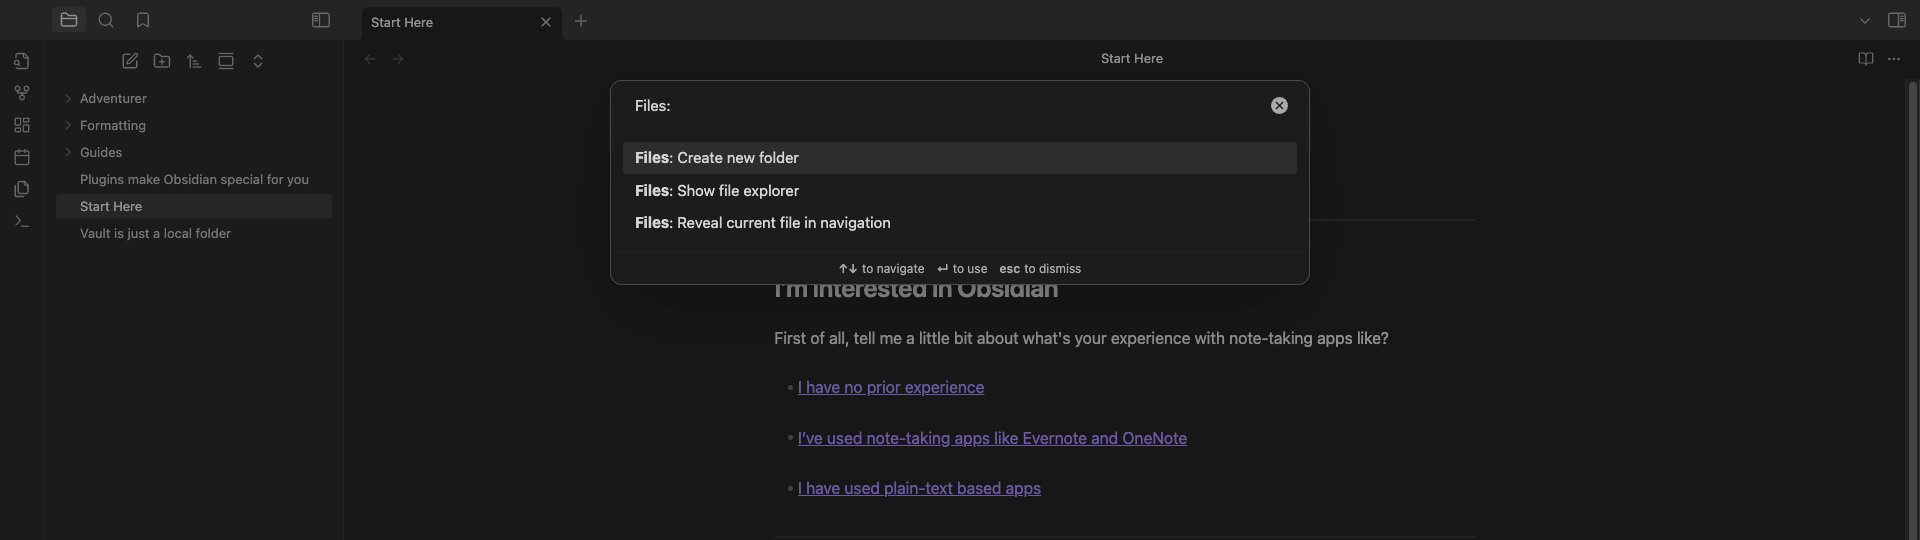 Start Here
Start Here
Adventurer
Formatting
Guides
Plugins make Obsidian special for you
Start Here
Vault is just a local folder
Files:
Files: Create new folder
Files: Show file explorer
Files: Reveal current file in navigation
↑↓ to navigate ↵ to use esc to dismiss
I'm interested in Obsidian
First of all, tell me a little bit about what's your experience with note-taking apps like?
I have no prior experience
I’ve used note-taking apps like Evernote and OneNote
I have used plain-text based apps